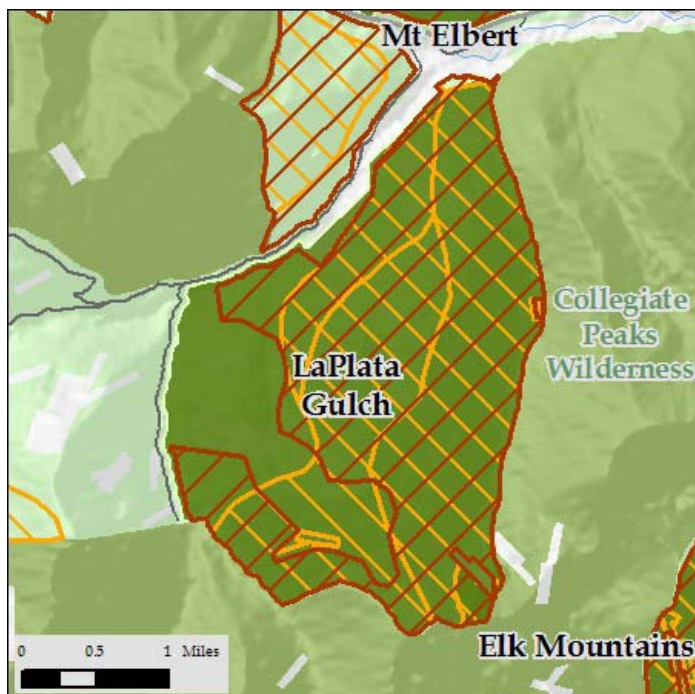 Mt Elbert
Collegiate
Peaks
Wilderness
LaPlata
Gulch
Elk Mountains
0 0.5 1 Miles